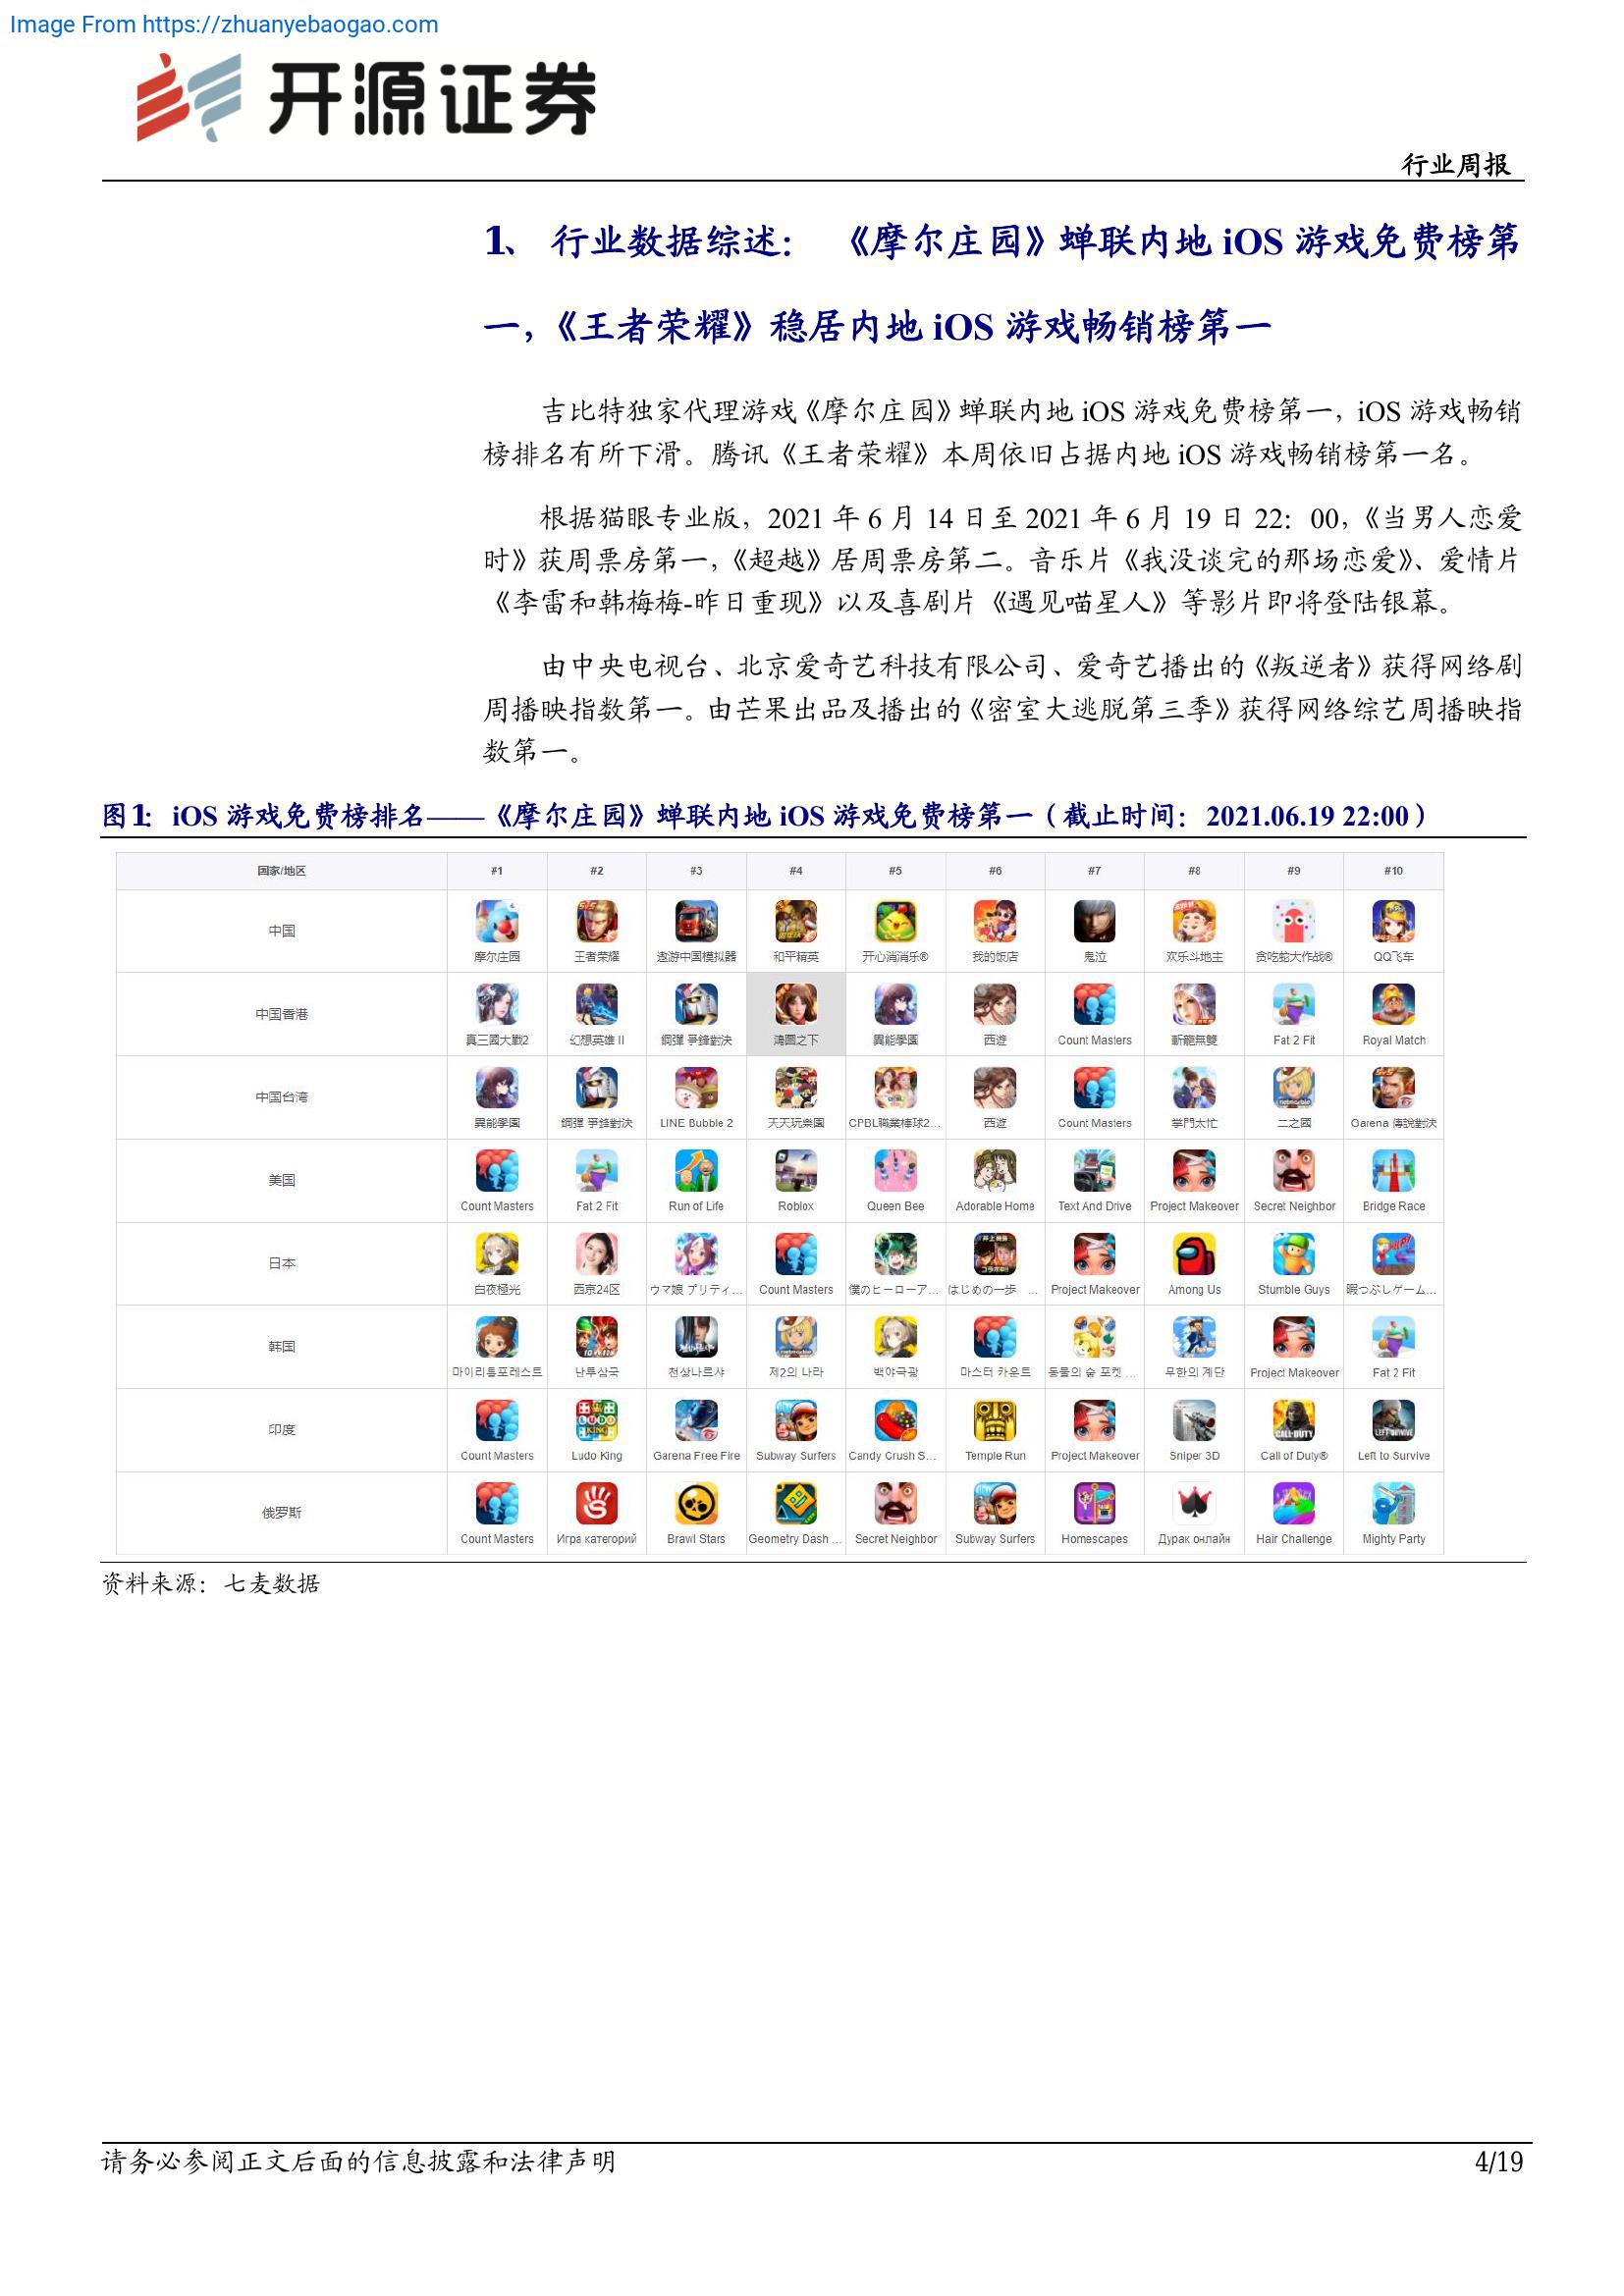 Image From https://zhuanyebaogao.com
开源证券
行业周报
1、 行业数据综述： 《摩尔庄园》蝉联内地 iOS 游戏免费榜第
一，《王者荣耀》稳居内地 iOS 游戏畅销榜第一
吉比特独家代理游戏《摩尔庄园》蝉联内地 iOS 游戏免费榜第一，iOS 游戏畅销
榜排名有所下滑。腾讯《王者荣耀》本周依旧占据内地 iOS 游戏畅销榜第一名。
根据猫眼专业版，2021 年 6 月 14 日至 2021 年 6 月 19 日 22：00，《当男人恋爱
时》获周票房第一，《超越》居周票房第二。音乐片《我没谈完的那场恋爱》、爱情片
《李雷和韩梅梅-昨日重现》以及喜剧片《遇见喵星人》等影片即将登陆银幕。
由中央电视台、北京爱奇艺科技有限公司、爱奇艺播出的《叛逆者》获得网络剧
周播映指数第一。由芒果出品及播出的《密室大逃脱第三季》获得网络综艺周播映指
数第一。
图1： iOS 游戏免费榜排名——《摩尔庄园》蝉联内地 iOS 游戏免费榜第一（截止时间：2021.06.19 22:00）
国家/地区 #1 #2 #3 #4 #5 #6 #7 #8 #9 #10
中国 摩尔庄园 王者荣耀 遨游中国模拟器 和平精英 开心消消乐® 我的饭店 鬼泣 欢乐斗地主 贪吃蛇大作战® QQ飞车
中国香港 真三國大戰2 幻想英雄 II 鋼彈 爭鋒對決 鴻圖之下 異能學園 西遊 Count Masters 斬龍無雙 Fat 2 Fit Royal Match
中国台湾 異能學園 鋼彈 爭鋒對決 LINE Bubble 2 天天玩樂園 CPBL職業棒球2... 西遊 Count Masters 掌門太忙 二之國 Garena 傳說對決
美国 Count Masters Fat 2 Fit Run of Life Roblox Queen Bee Adorable Home Text And Drive Project Makeover Secret Neighbor Bridge Race
日本 白夜極光 西京24区 ウマ娘 プリティ... Count Masters 僕のヒーローア... はじめの一歩 ... Project Makeover Among Us Stumble Guys 暇つぶしゲーム...
韩国 마이리틀포레스트 난투삼국 천상나르샤 제2의 나라 백야극광 마스터 카운트 동물의 숲 포켓 ... 무한의 계단 Project Makeover Fat 2 Fit
印度 Count Masters Ludo King Garena Free Fire Subway Surfers Candy Crush S... Temple Run Project Makeover Sniper 3D Call of Duty® Left to Survive
俄罗斯 Count Masters Игра категорий Brawl Stars Geometry Dash ... Secret Neighbor Subway Surfers Homescapes Дурак онлайн Hair Challenge Mighty Party
资料来源：七麦数据
请务必参阅正文后面的信息披露和法律声明
4/19